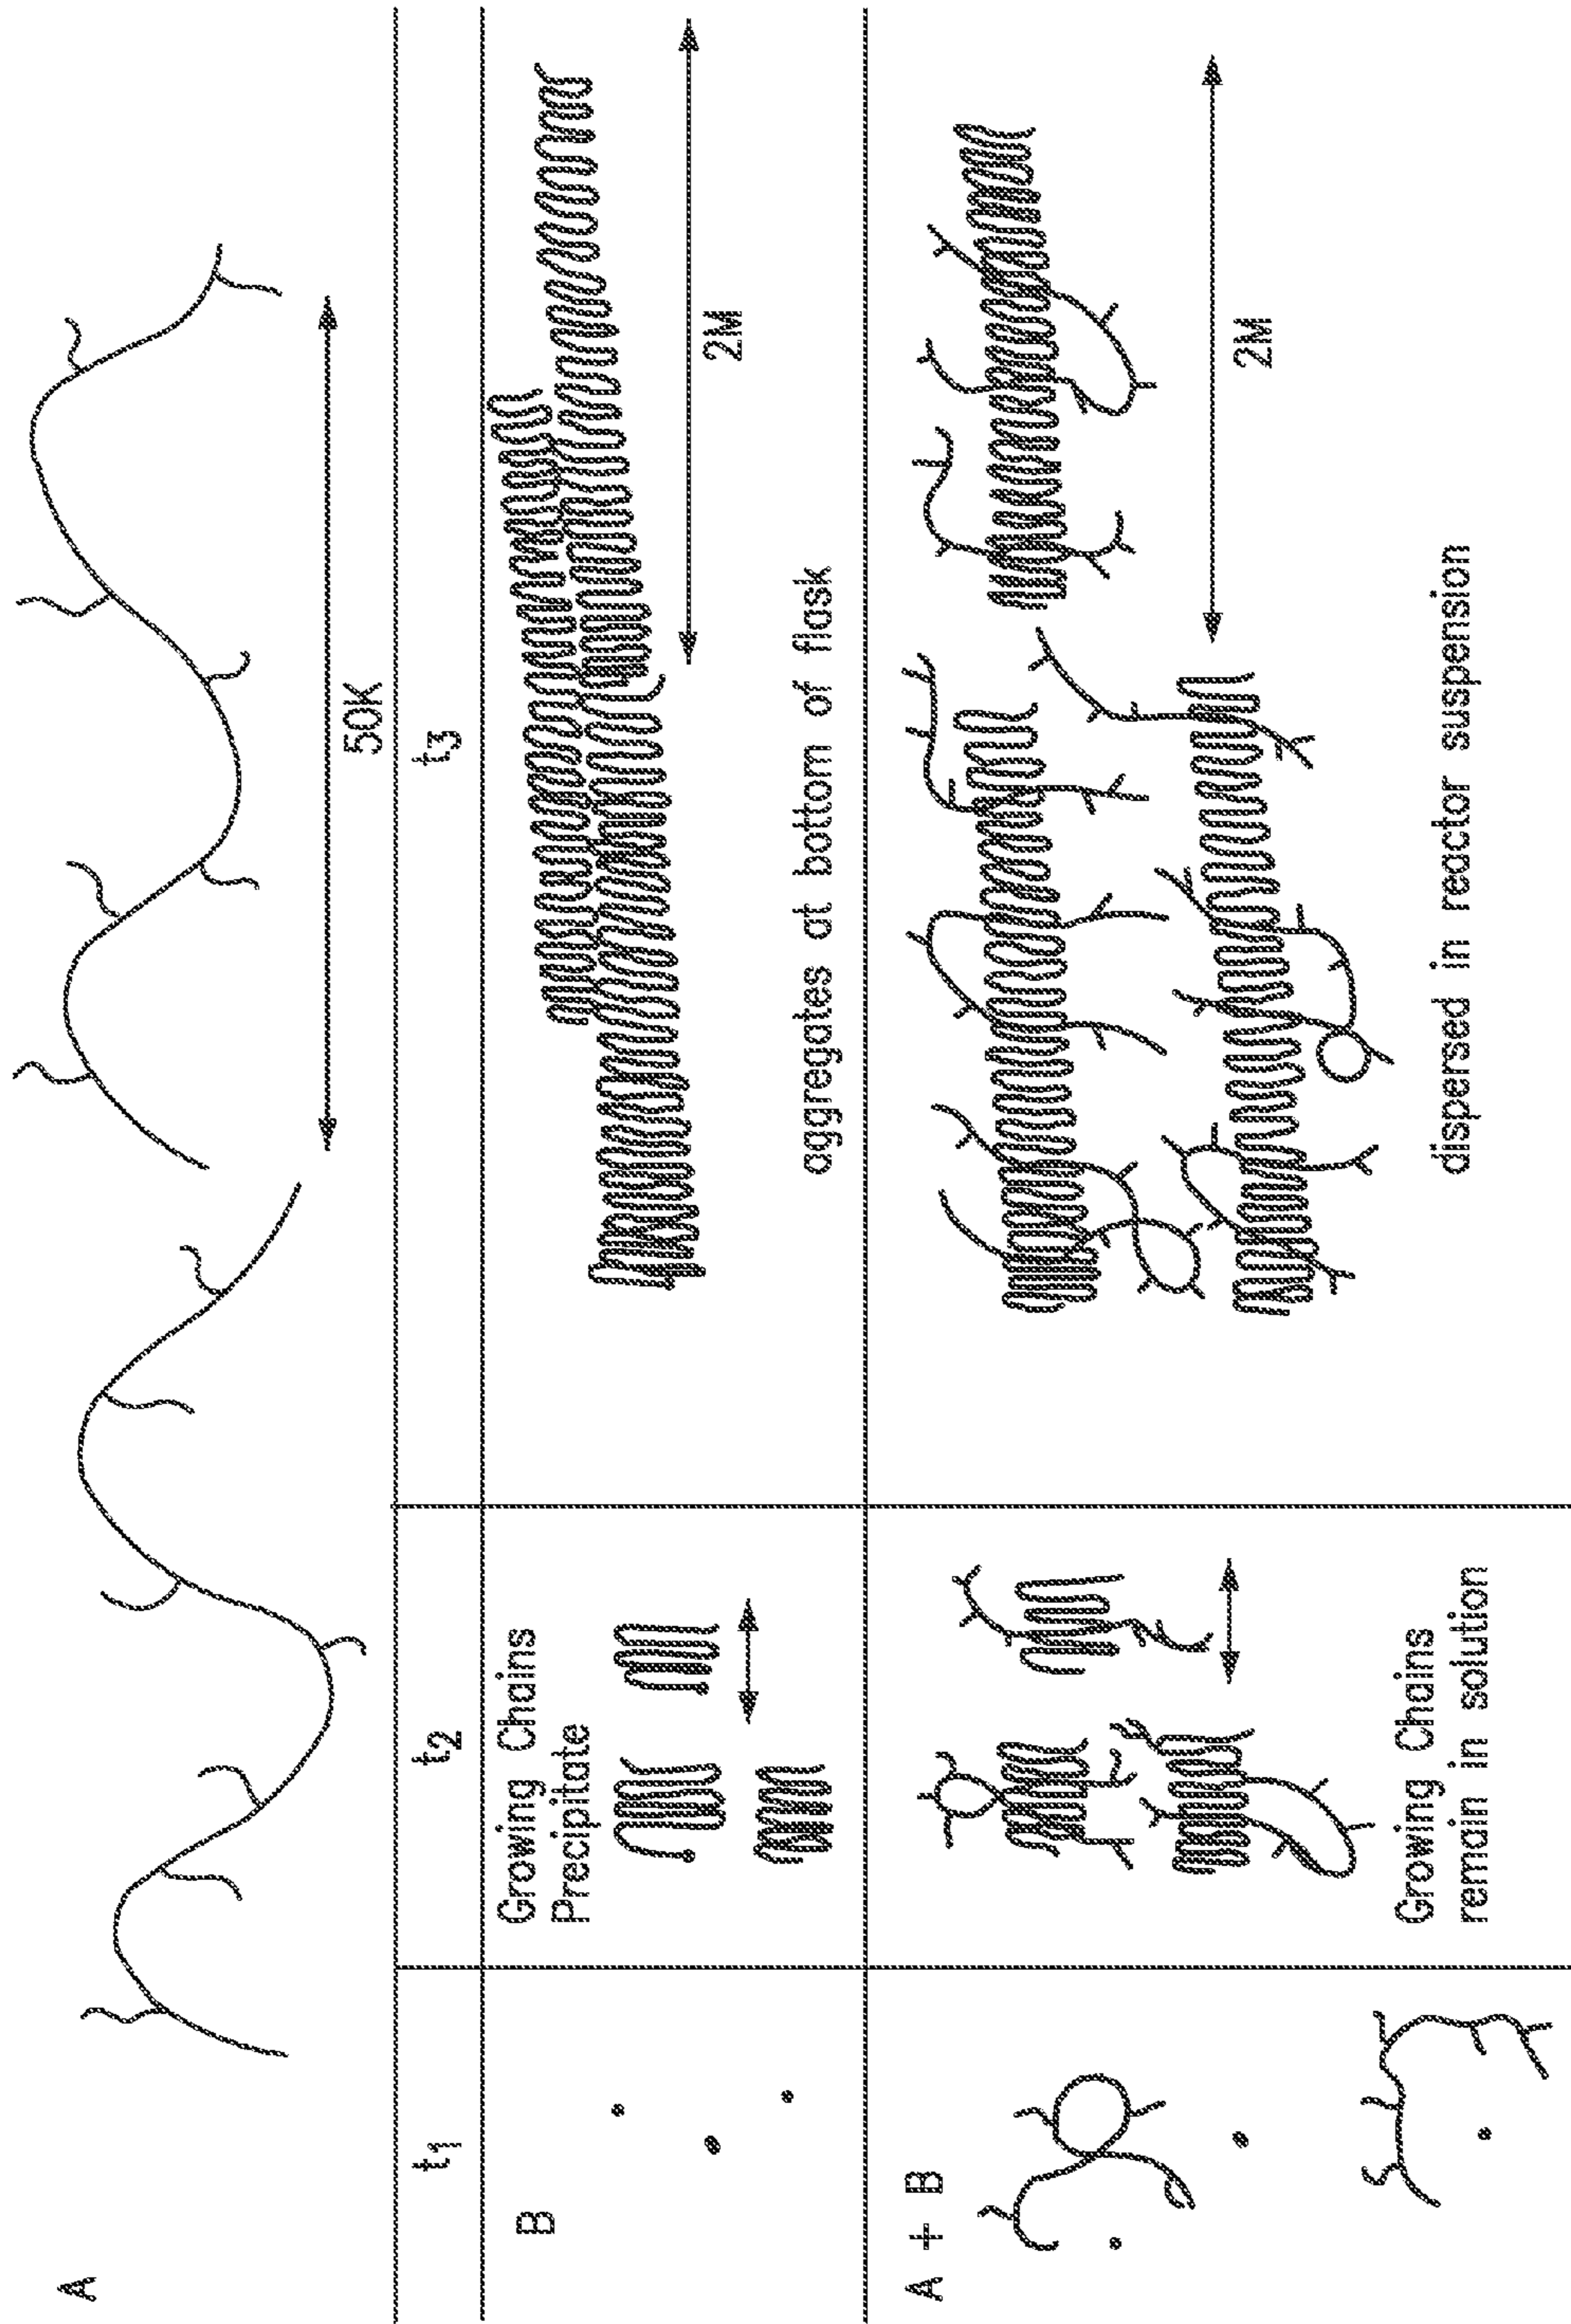 A
50K
t1
t2
t3
B
Growing Chains
Precipitate
2M
aggregates at bottom of flask
A + B
Growing Chains
remain in solution
2M
dispersed in reactor suspension